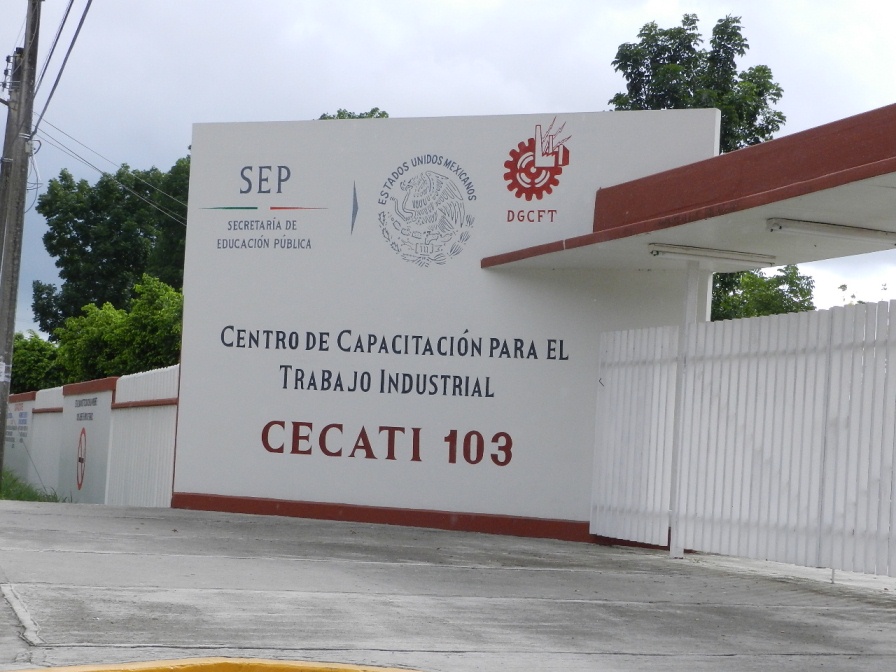 SEP
SECRETARÍA DE
EDUCACIÓN PÚBLICA
ESTADOS UNIDOS MEXICANOS
DGCFT
CENTRO DE CAPACITACIÓN PARA EL
TRABAJO INDUSTRIAL
CECATI 103